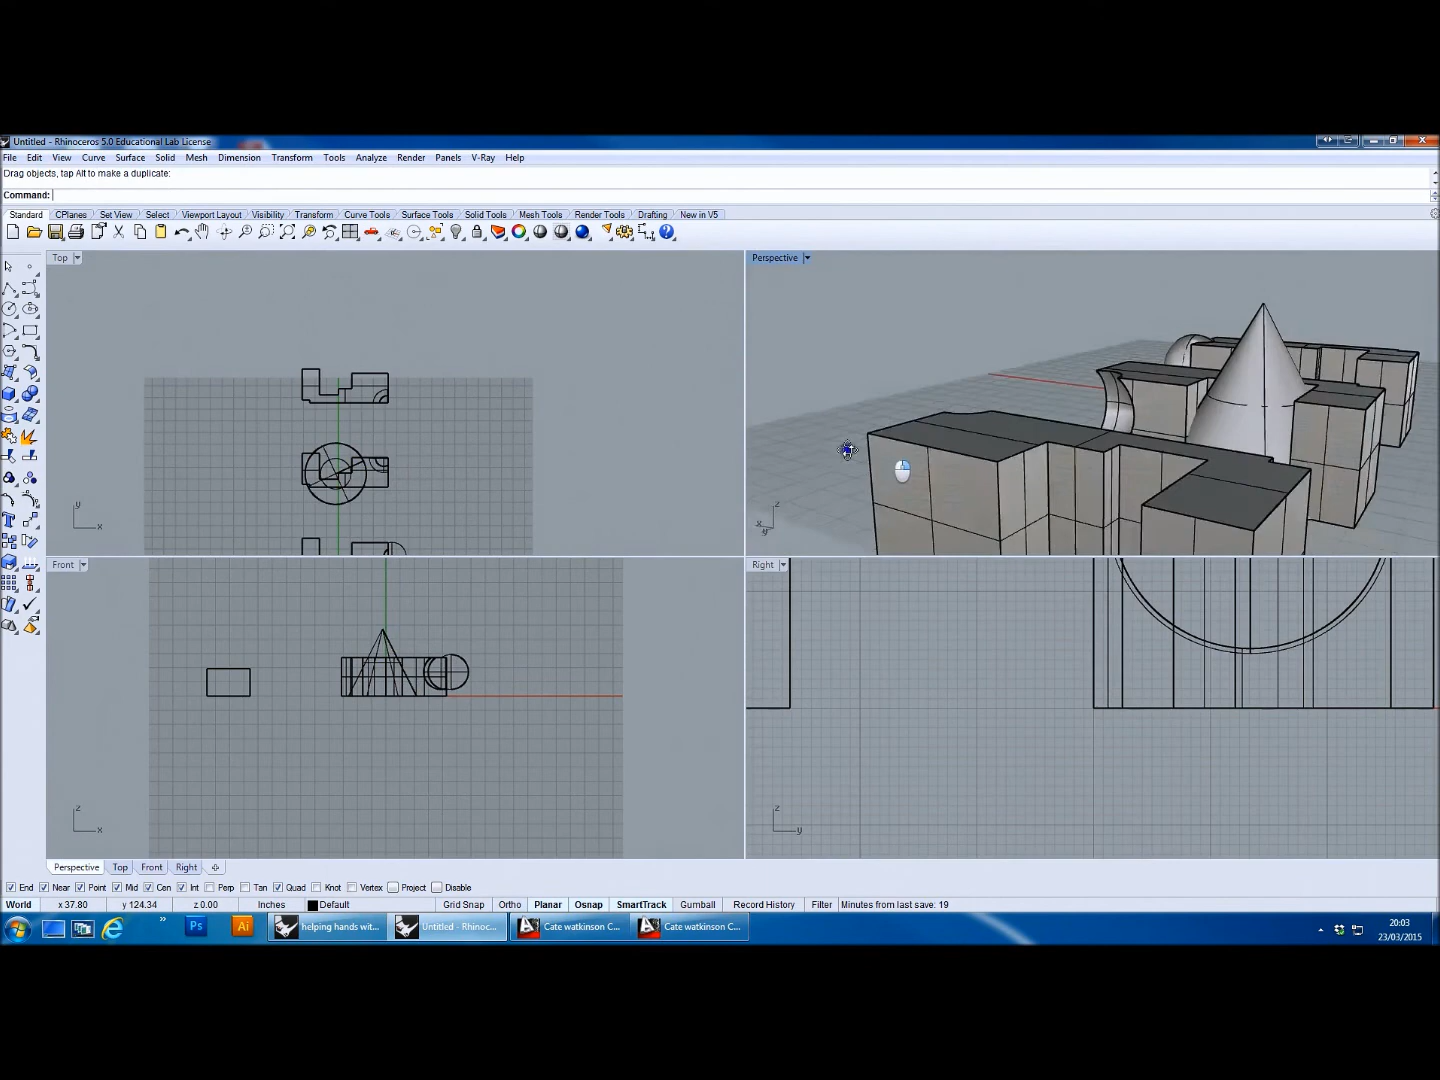 Untitled - Rhinoceros 5.0 Educational Lab License
File Edit View Curve Surface Solid Mesh Dimension Transform Tools Analyze Render Panels V-Ray Help
Drag objects, tap Alt to make a duplicate:
Command:
Standard CPlanes Set View Select Viewport Layout Visibility Transform Curve Tools Surface Tools Solid Tools Mesh Tools Render Tools Drafting New in V5
Top
Perspective
y
x
z
x
y
Front
Right
z
x
z
y
Perspective Top Front Right
End Near Point Mid Cen Int Perp Tan Quad Knot Vertex Project Disable
World x 37.80 y 124.34 z 0.00 Inches Default Grid Snap Ortho Planar Osnap SmartTrack Gumball Record History Filter Minutes from last save: 19
» Ps Ai helping hands wit... Untitled - Rhinoc... Cate watkinson C... Cate watkinson C...
20:03
23/03/2015